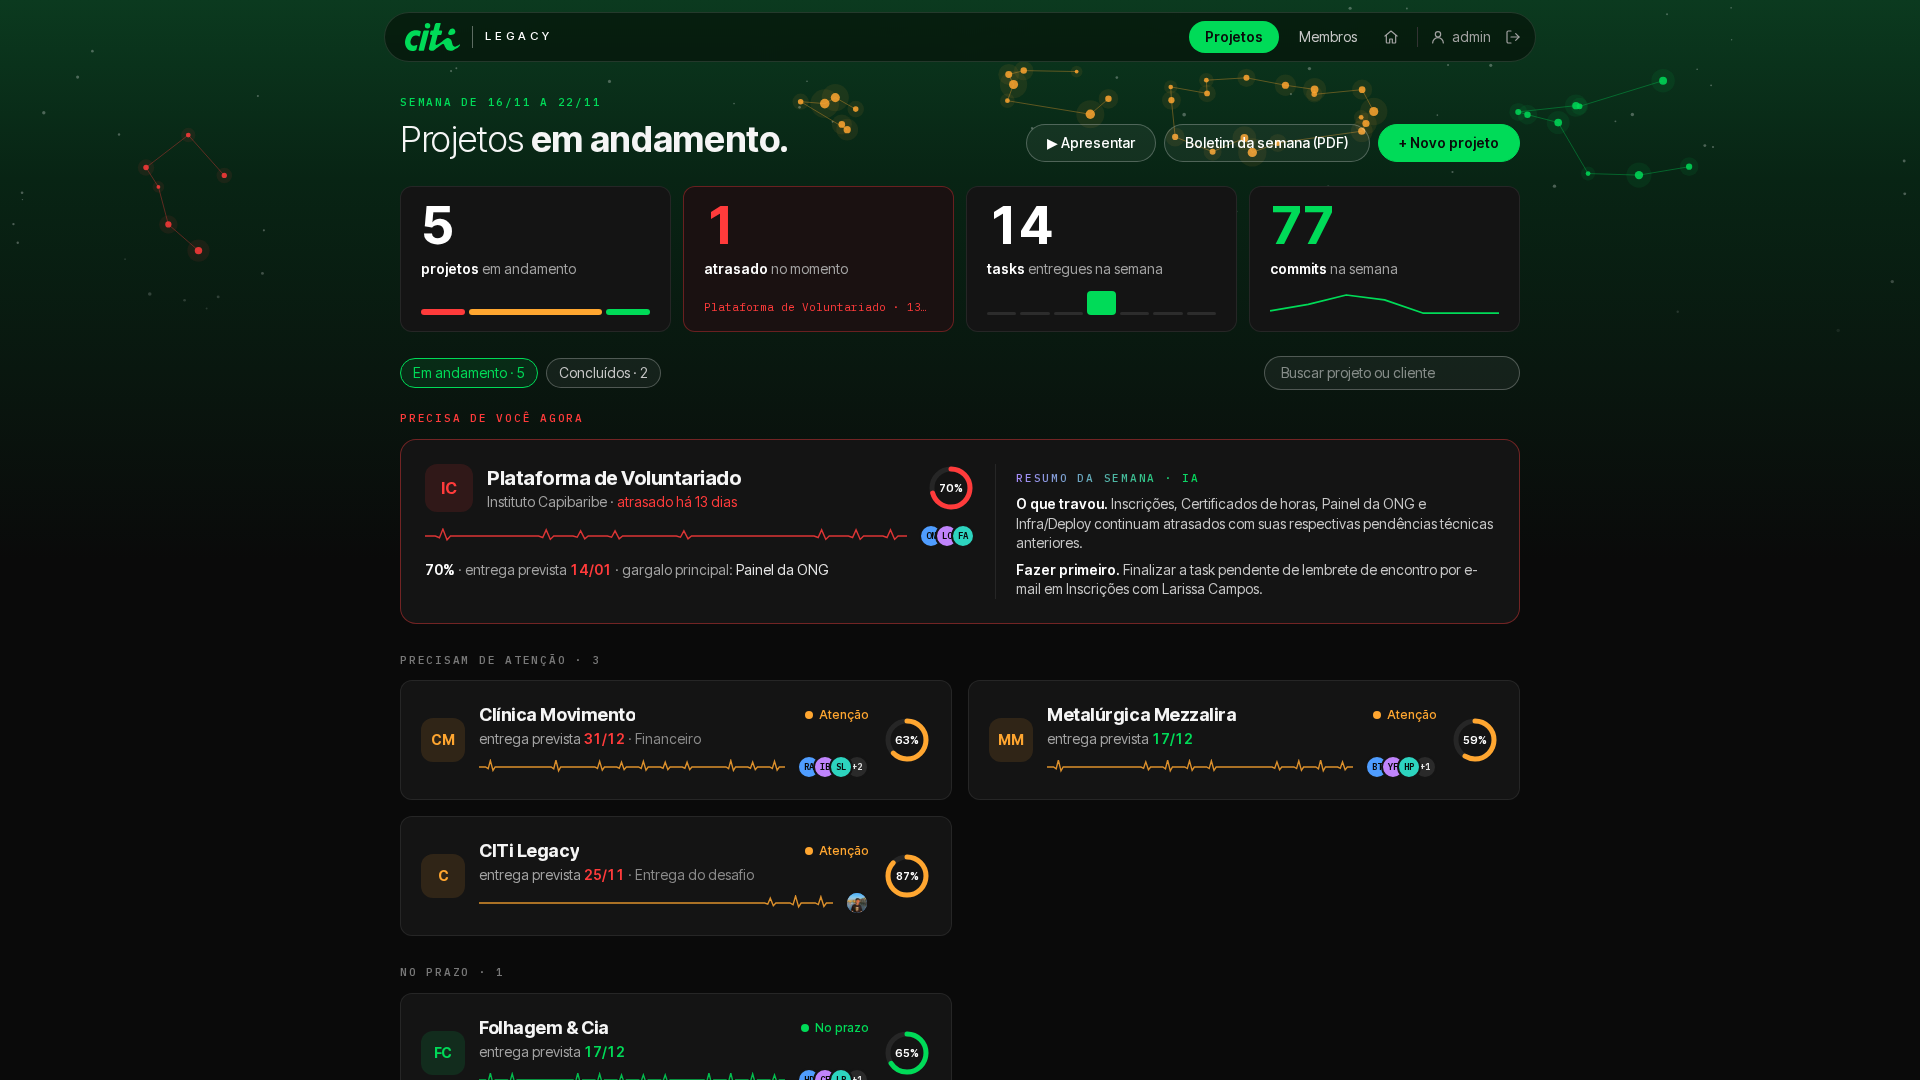 citi LEGACY Projetos Membros admin
SEMANA DE 16/11 A 22/11
Projetos em andamento.
▶ Apresentar Boletim da semana (PDF) + Novo projeto
5 1 14 77
projetos em andamento atrasado no momento tasks entregues na semana commits na semana
Plataforma de Voluntariado · 13…
Em andamento · 5 Concluídos · 2 Buscar projeto ou cliente
PRECISA DE VOCÊ AGORA
IC Plataforma de Voluntariado 70%
Instituto Capibaribe · atrasado há 13 dias
ON LO FA
70% · entrega prevista 14/01 · gargalo principal: Painel da ONG
RESUMO DA SEMANA · IA
O que travou. Inscrições, Certificados de horas, Painel da ONG e
Infra/Deploy continuam atrasados com suas respectivas pendências técnicas
anteriores.
Fazer primeiro. Finalizar a task pendente de lembrete de encontro por e-
mail em Inscrições com Larissa Campos.
PRECISAM DE ATENÇÃO · 3
CM Clínica Movimento Atenção 63%
entrega prevista 31/12 · Financeiro
RA IB SL +2
MM Metalúrgica Mezzalira Atenção 59%
entrega prevista 17/12
BT YF HP +1
C CITi Legacy Atenção 87%
entrega prevista 25/11 · Entrega do desafio
NO PRAZO · 1
FC Folhagem & Cia No prazo 65%
entrega prevista 17/12
+1